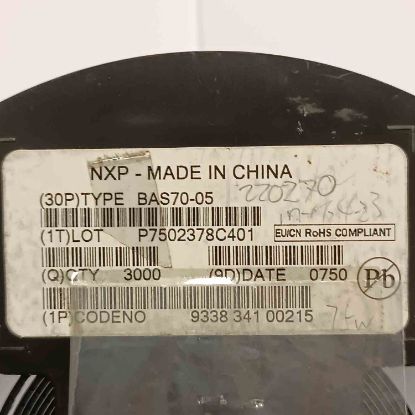 NXP - MADE IN CHINA
(30P)TYPE BAS70-05
220270
(1T)LOT P7502378C401
EU/CN RoHS COMPLIANT
(Q)QTY 3000 (9D)DATE 0750
Pb
(1P)CODENO 9338 341 00215